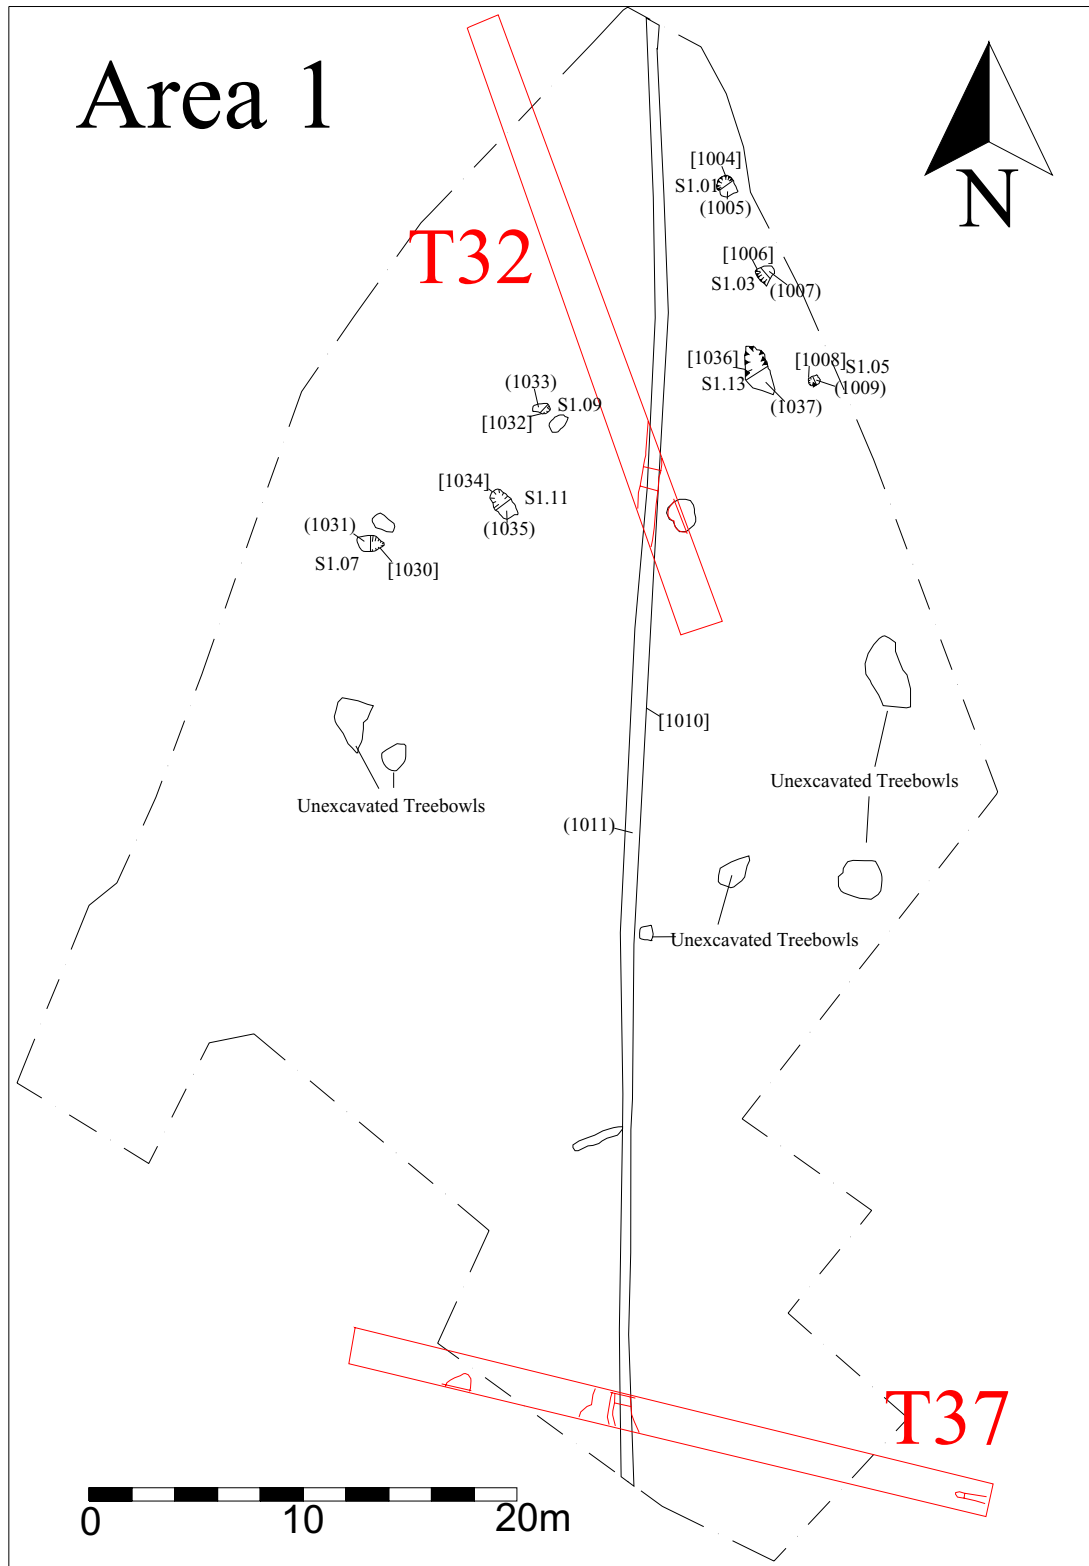 Area 1
N
T32
[1004]
S1.01
(1005)
[1006]
S1.03
(1007)
[1036]
S1.13
(1037)
[1008]
S1.05
(1009)
(1033)
S1.09
[1032]
[1034]
S1.11
(1035)
(1031)
S1.07
[1030]
[1010]
Unexcavated Treebowls
Unexcavated Treebowls
(1011)
Unexcavated Treebowls
T37
0
10
20m